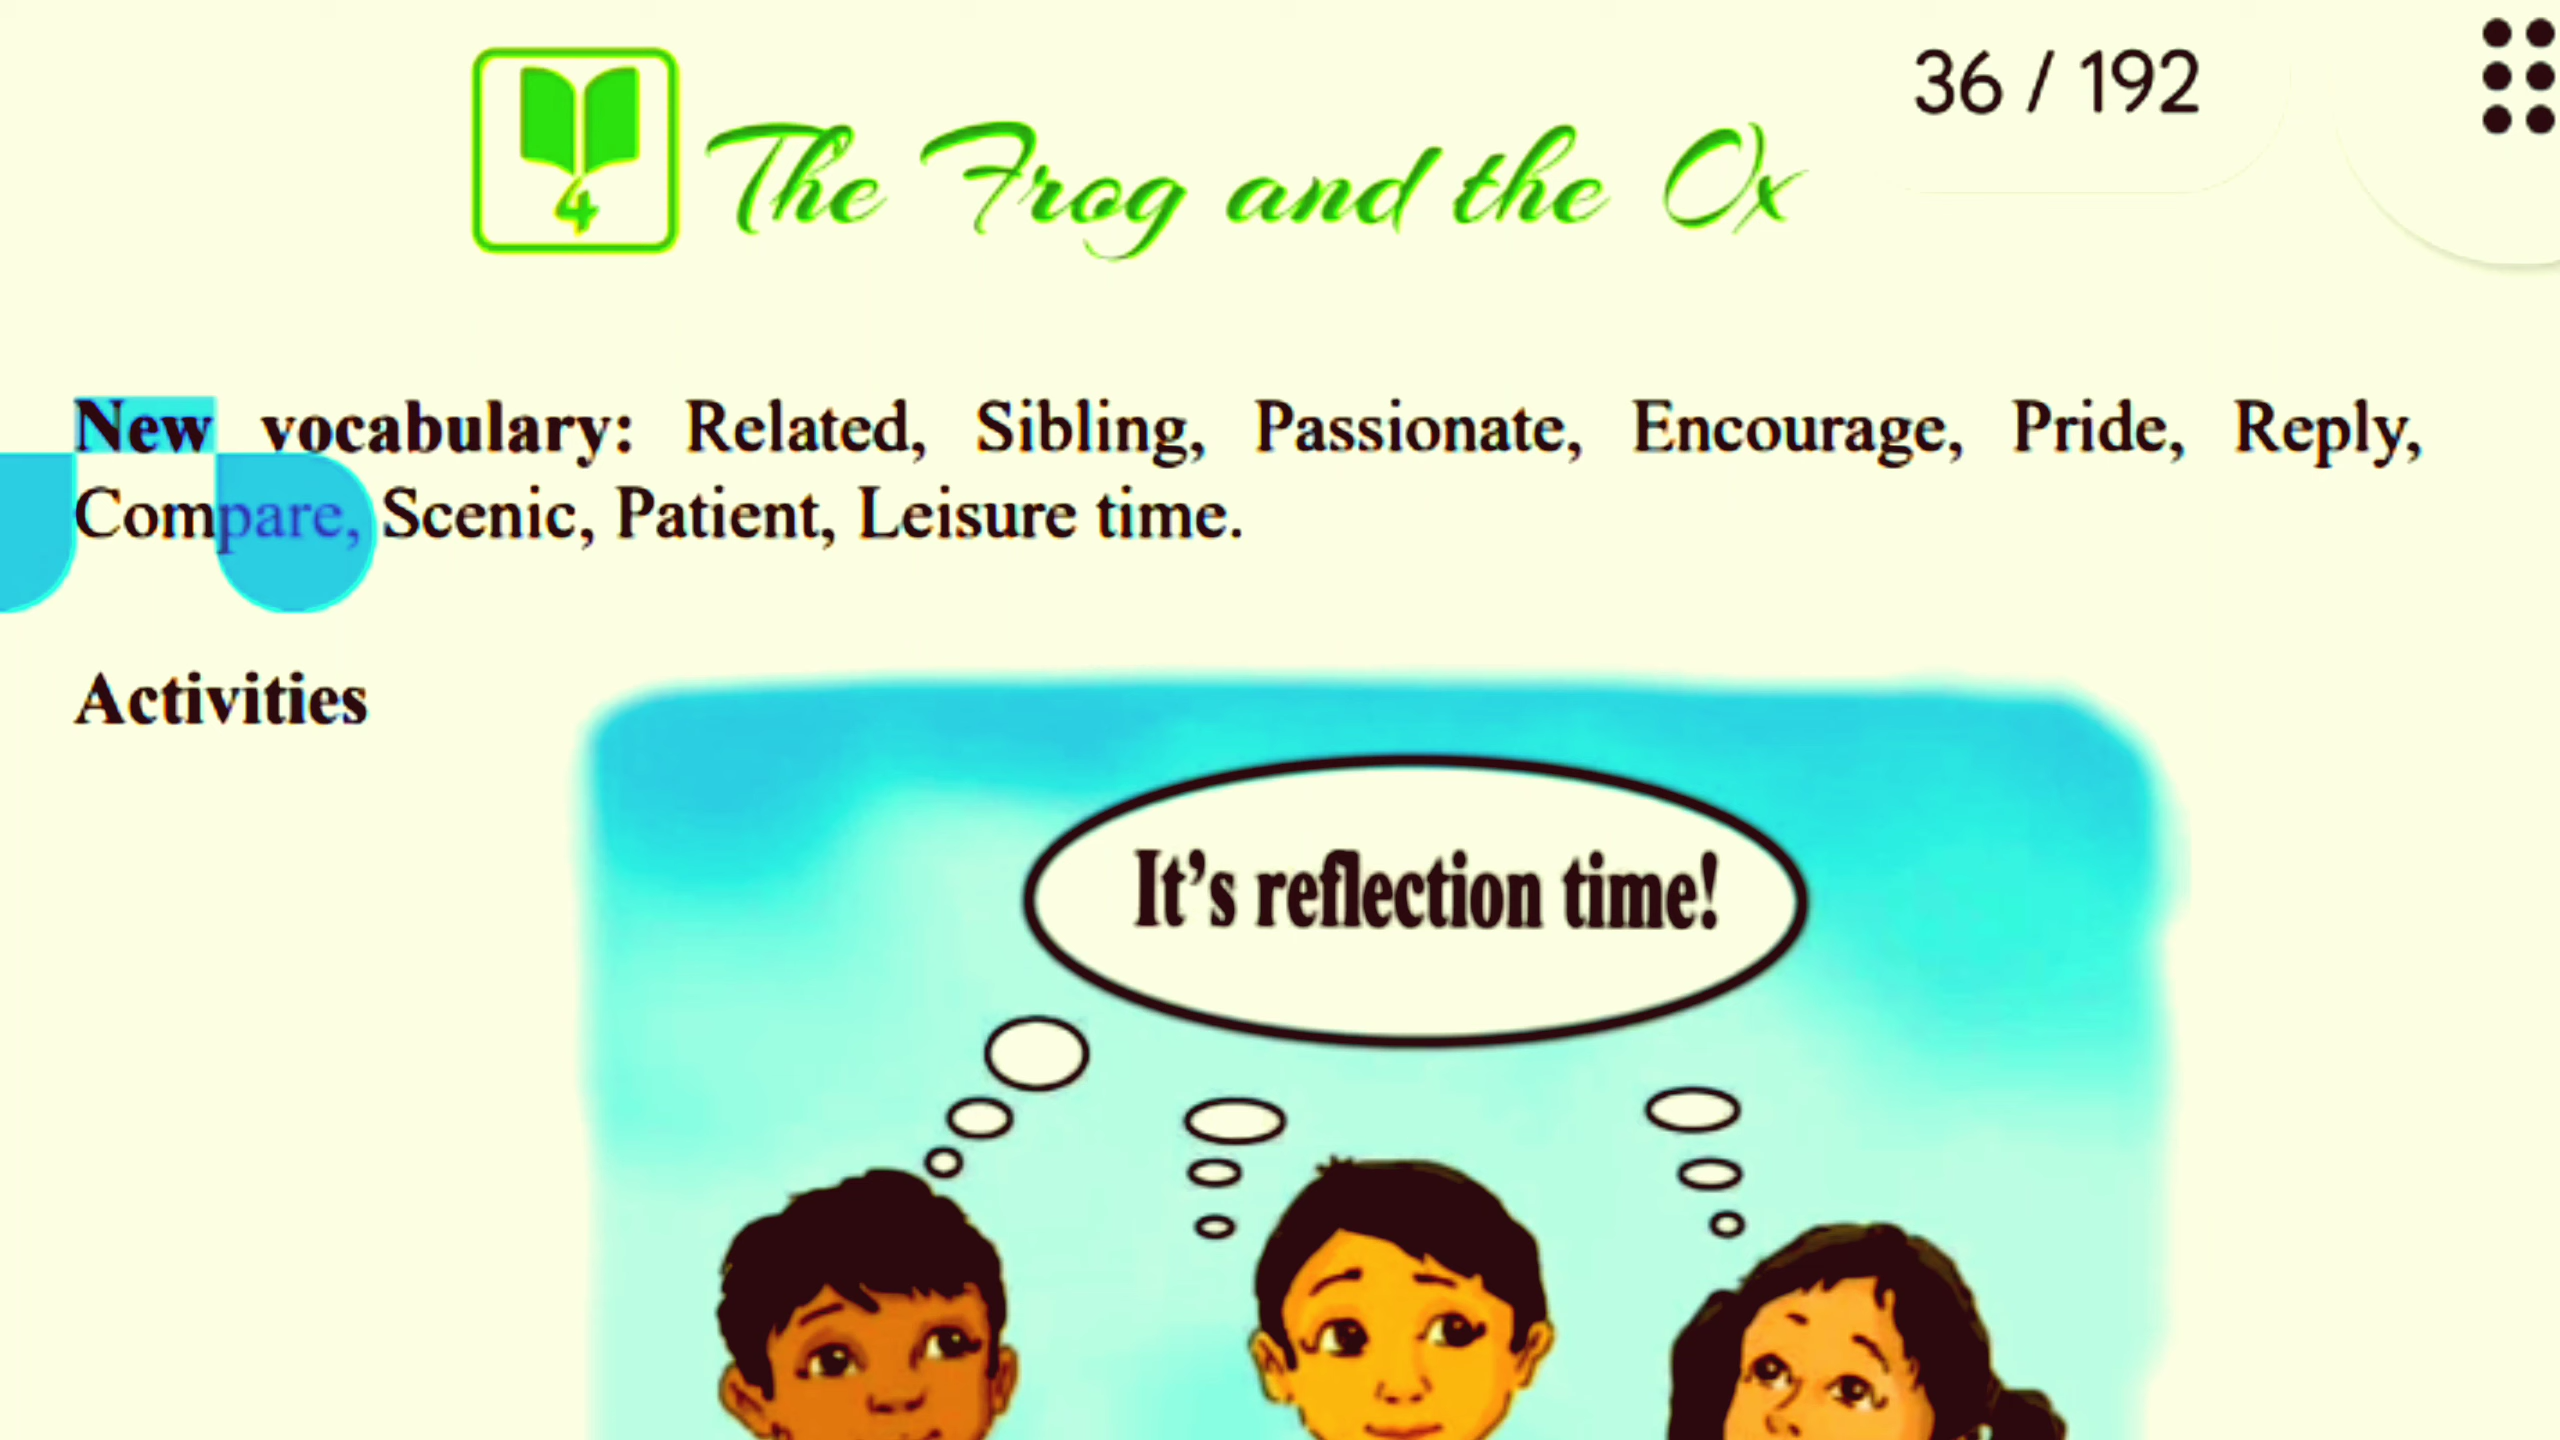 36 / 192
4
The Frog and the Ox
New vocabulary: Related, Sibling, Passionate, Encourage, Pride, Reply,
Compare, Scenic, Patient, Leisure time.
Activities
It’s reflection time!